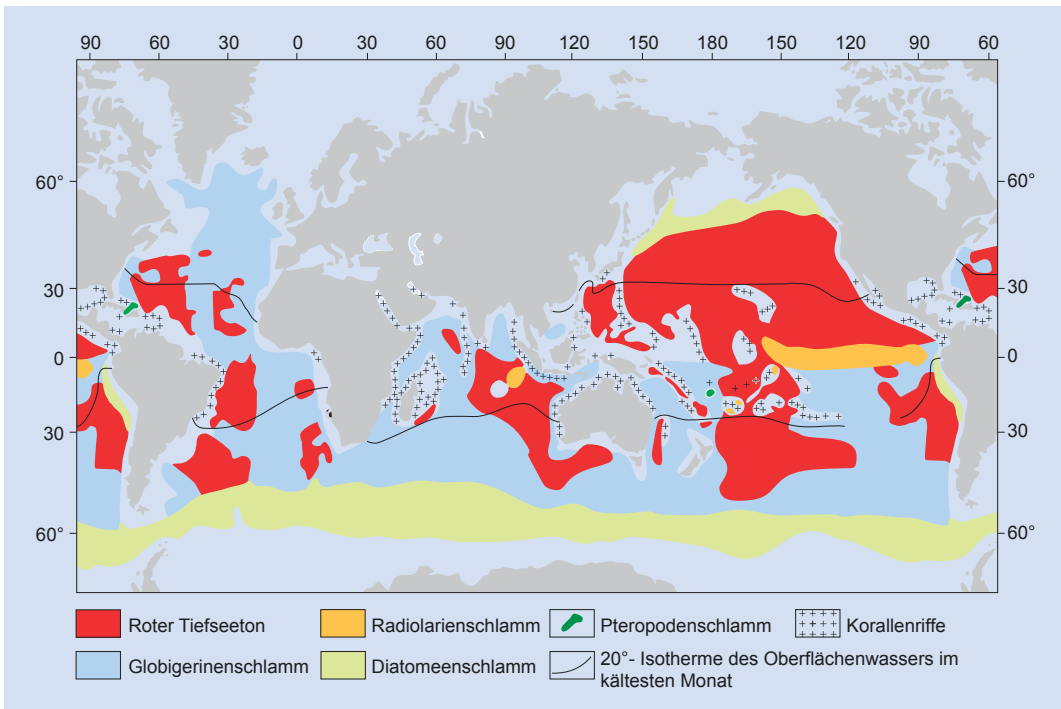 90 60 30 0 30 60 90 120 150 180 150 120 90 60
60° 60°
30 30
0 0
30 30
60° 60°
Roter Tiefseeton Radiolarienschlamm Pteropodenschlamm Korallenriffe
Globigerinenschlamm Diatomeenschlamm 20°- Isotherme des Oberflächenwassers im
kältesten Monat